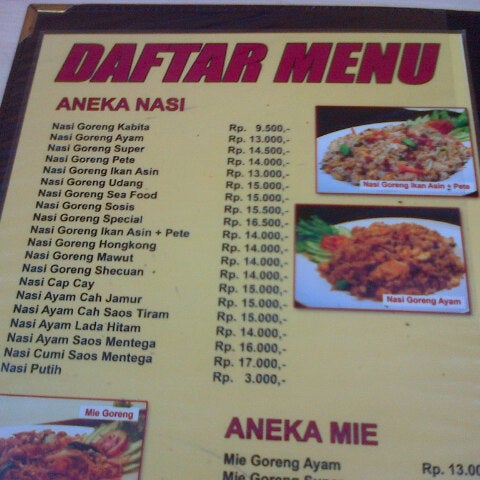 DAFTAR MENU
ANEKA NASI
Nasi Goreng Kabita Rp. 9.500,-
Nasi Goreng Ayam Rp. 13.000,-
Nasi Goreng Super Rp. 14.500,-
Nasi Goreng Pete Rp. 14.000,-
Nasi Goreng Ikan Asin Rp. 13.000,-
Nasi Goreng Udang Rp. 15.000,-
Nasi Goreng Sea Food Rp. 15.000,-
Nasi Goreng Sosis Rp. 15.500,-
Nasi Goreng Special Rp. 16.500,-
Nasi Goreng Ikan Asin + Pete Rp. 14.000,-
Nasi Goreng Hongkong Rp. 14.000,-
Nasi Goreng Mawut Rp. 14.000,-
Nasi Goreng Shecuan Rp. 14.000,-
Nasi Cap Cay Rp. 15.000,-
Nasi Ayam Cah Jamur Rp. 15.000,-
Nasi Ayam Cah Saos Tiram Rp. 15.000,-
Nasi Ayam Lada Hitam Rp. 14.000,-
Nasi Ayam Saos Mentega Rp. 16.000,-
Nasi Cumi Saos Mentega Rp. 17.000,-
Nasi Putih Rp. 3.000,-
Nasi Goreng Ikan Asin + Pete
Nasi Goreng Ayam
Mie Goreng
ANEKA MIE
Mie Goreng Ayam Rp. 13.00
Mie Goreng